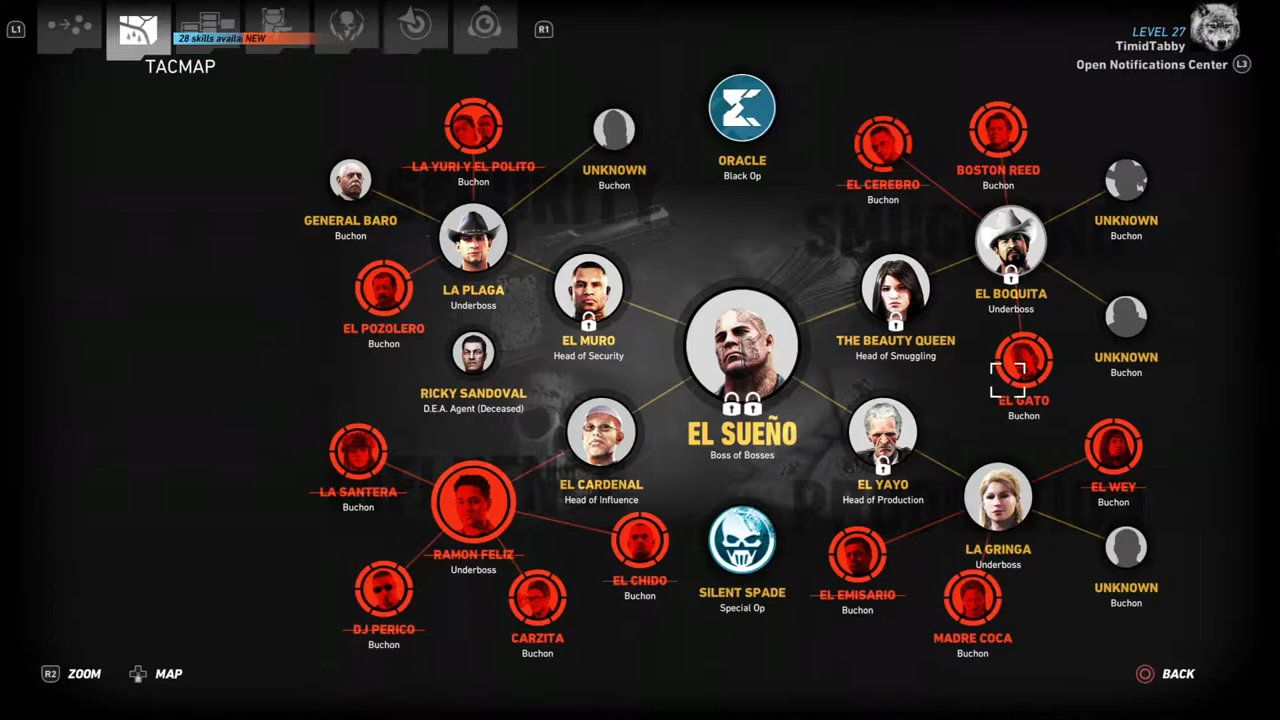 L1
28 skills availa NEW
R1
TACMAP
LEVEL 27
TimidTabby
Open Notifications Center L3
LA YURI Y EL POLITO
Buchon
UNKNOWN
Buchon
GENERAL BARO
Buchon
LA PLAGA
Underboss
EL POZOLERO
Buchon
EL MURO
Head of Security
RICKY SANDOVAL
D.E.A. Agent (Deceased)
ORACLE
Black Op
EL CEREBRO
Buchon
BOSTON REED
Buchon
UNKNOWN
Buchon
EL BOQUITA
Underboss
THE BEAUTY QUEEN
Head of Smuggling
UNKNOWN
Buchon
EL GATO
Buchon
EL SUEÑO
Boss of Bosses
LA SANTERA
Buchon
EL CARDENAL
Head of Influence
RAMON FELIZ
Underboss
EL CHIDO
Buchon
DJ PERICO
Buchon
CARZITA
Buchon
SILENT SPADE
Special Op
EL YAYO
Head of Production
EL WEY
Buchon
LA GRINGA
Underboss
EL EMISARIO
Buchon
MADRE COCA
Buchon
UNKNOWN
Buchon
R2 ZOOM
MAP
BACK